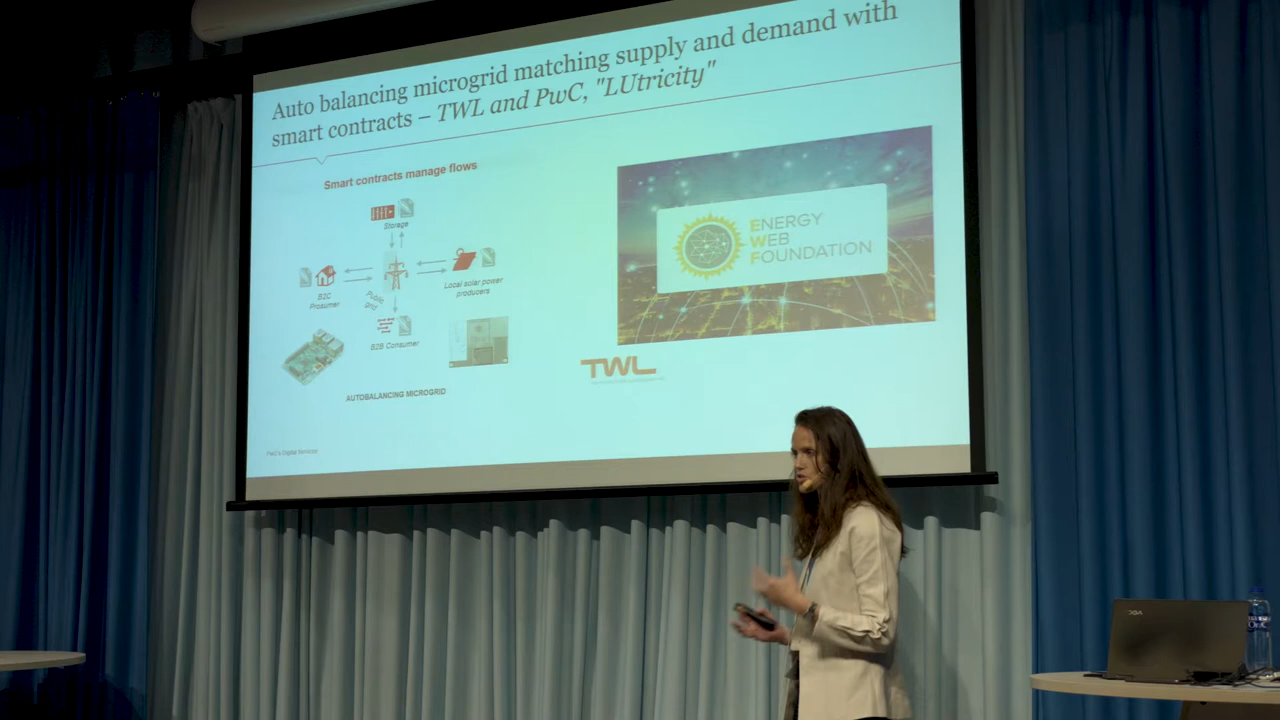 Auto balancing microgrid matching supply and demand with
smart contracts – TWL and PwC, "LUtricity"
Smart contracts manage flows
Storage
B2C
Prosumer
Public
Grid
Local solar power
producers
B2B Consumer
AUTOBALANCING MICROGRID
ENERGY
WEB
FOUNDATION
TWL
PwC's Digital Services
VOIC